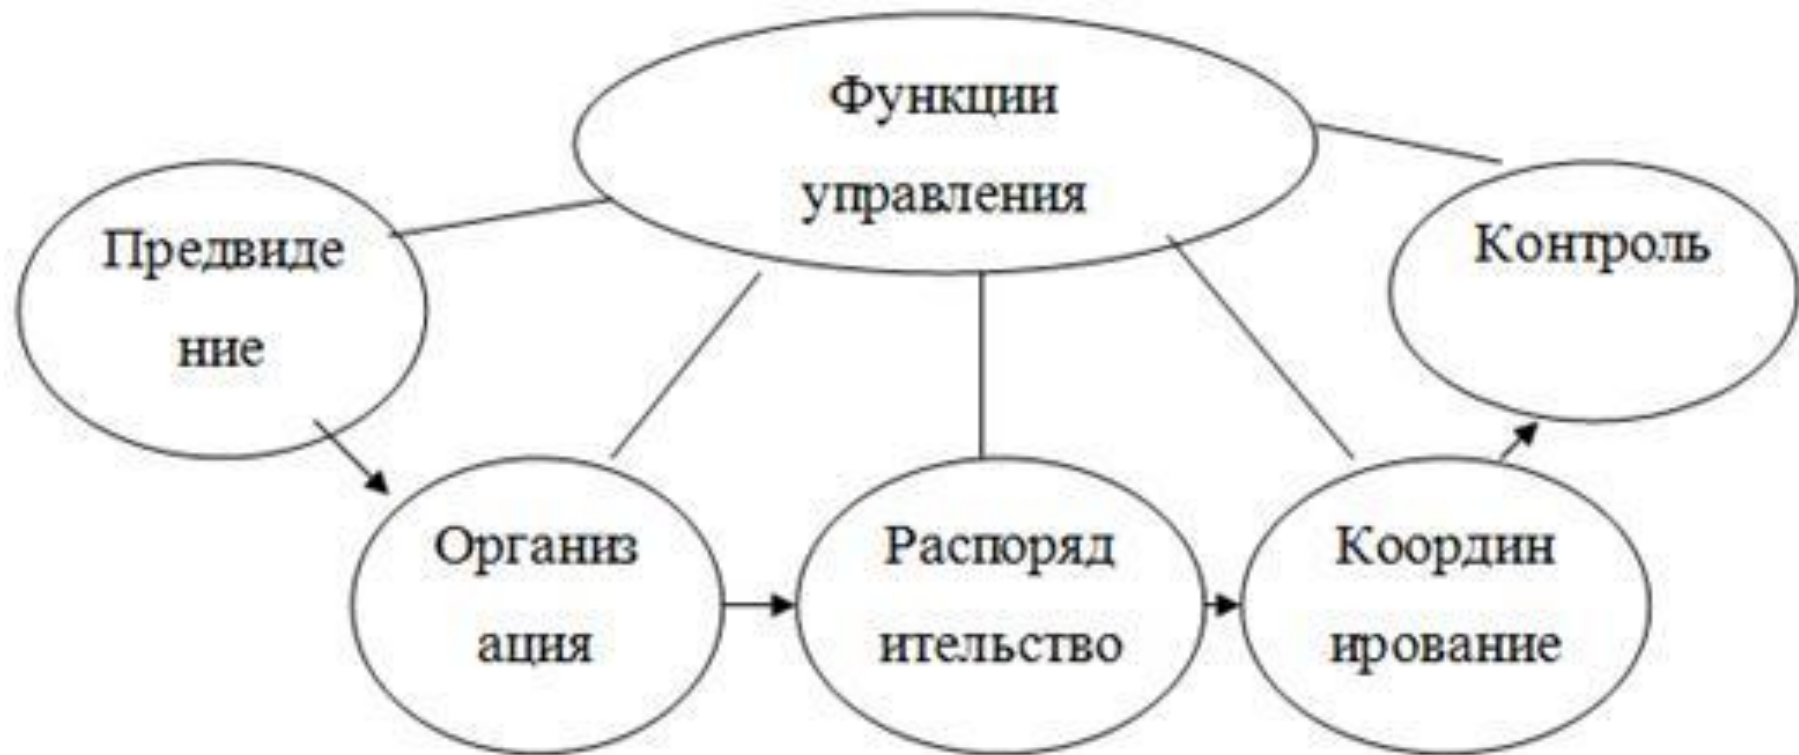 Функции
управления
Предвиде
ние
Контроль
Организ
ация
Распоряд
ительство
Координ
ирование